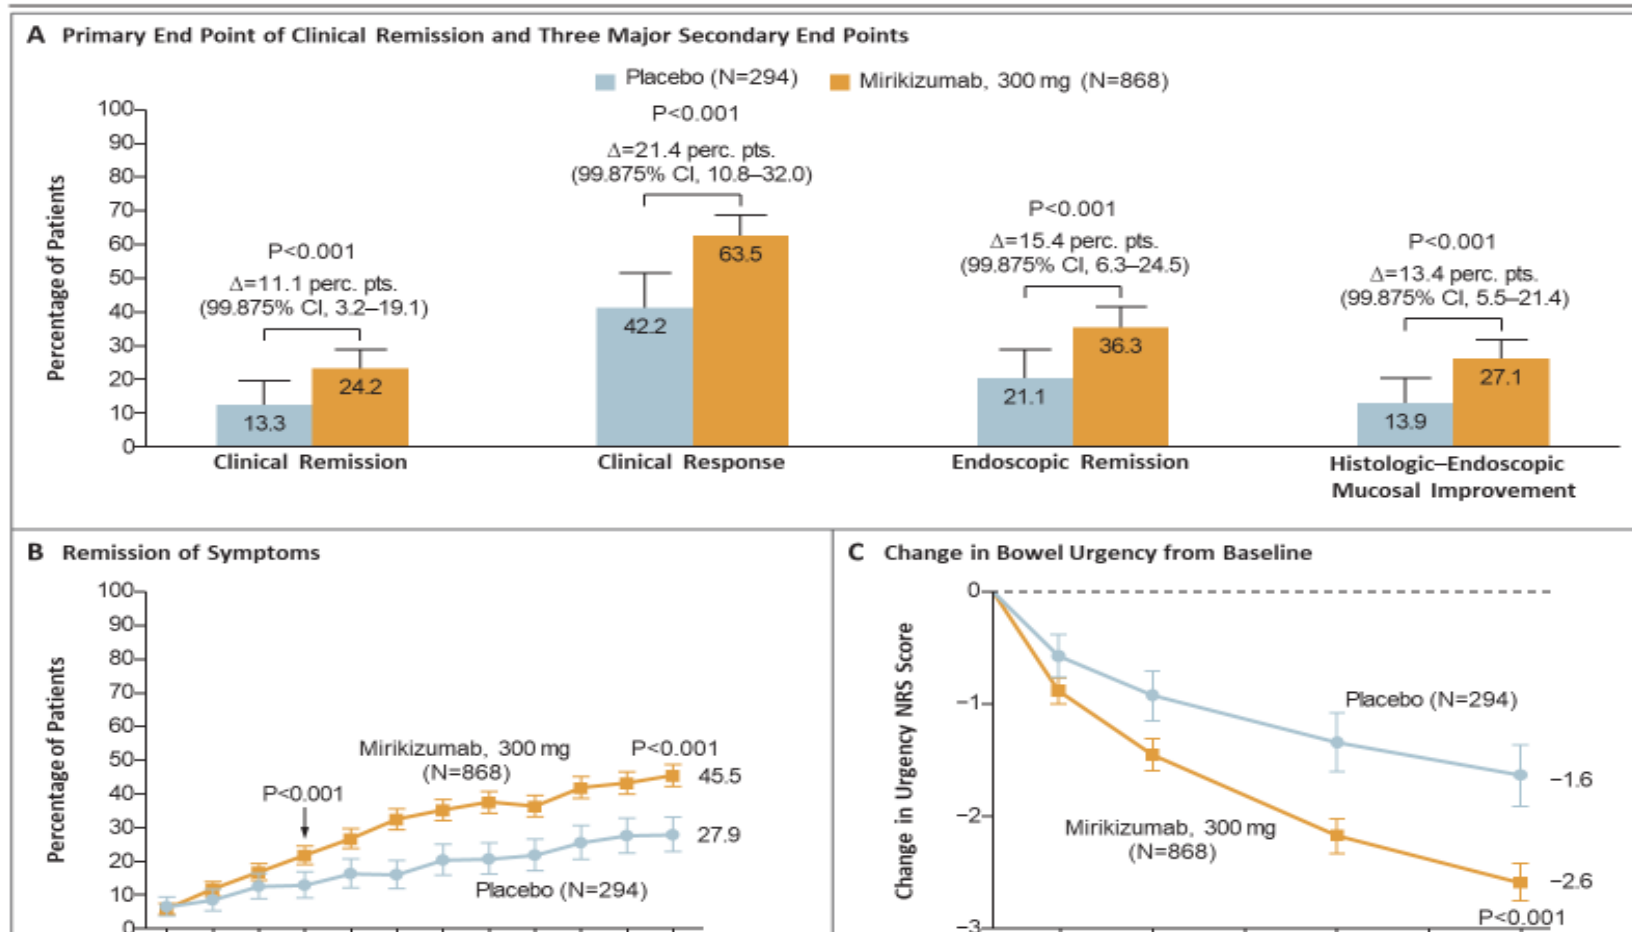 A Primary End Point of Clinical Remission and Three Major Secondary End Points
Placebo (N=294) Mirikizumab, 300 mg (N=868)
Percentage of Patients
100
90
80
70
60
50
40
30
20
10
0
P<0.001
Δ=11.1 perc. pts.
(99.875% CI, 3.2–19.1)
13.3
24.2
Clinical Remission
P<0.001
Δ=21.4 perc. pts.
(99.875% CI, 10.8–32.0)
42.2
63.5
Clinical Response
P<0.001
Δ=15.4 perc. pts.
(99.875% CI, 6.3–24.5)
21.1
36.3
Endoscopic Remission
P<0.001
Δ=13.4 perc. pts.
(99.875% CI, 5.5–21.4)
13.9
27.1
Histologic–Endoscopic
Mucosal Improvement
B Remission of Symptoms
Percentage of Patients
100
90
80
70
60
50
40
30
20
10
0
P<0.001
Mirikizumab, 300 mg
(N=868)
P<0.001
45.5
27.9
Placebo (N=294)
C Change in Bowel Urgency from Baseline
Change in Urgency NRS Score
0
−1
−2
−3
Placebo (N=294)
−1.6
Mirikizumab, 300 mg
(N=868)
−2.6
P<0.001